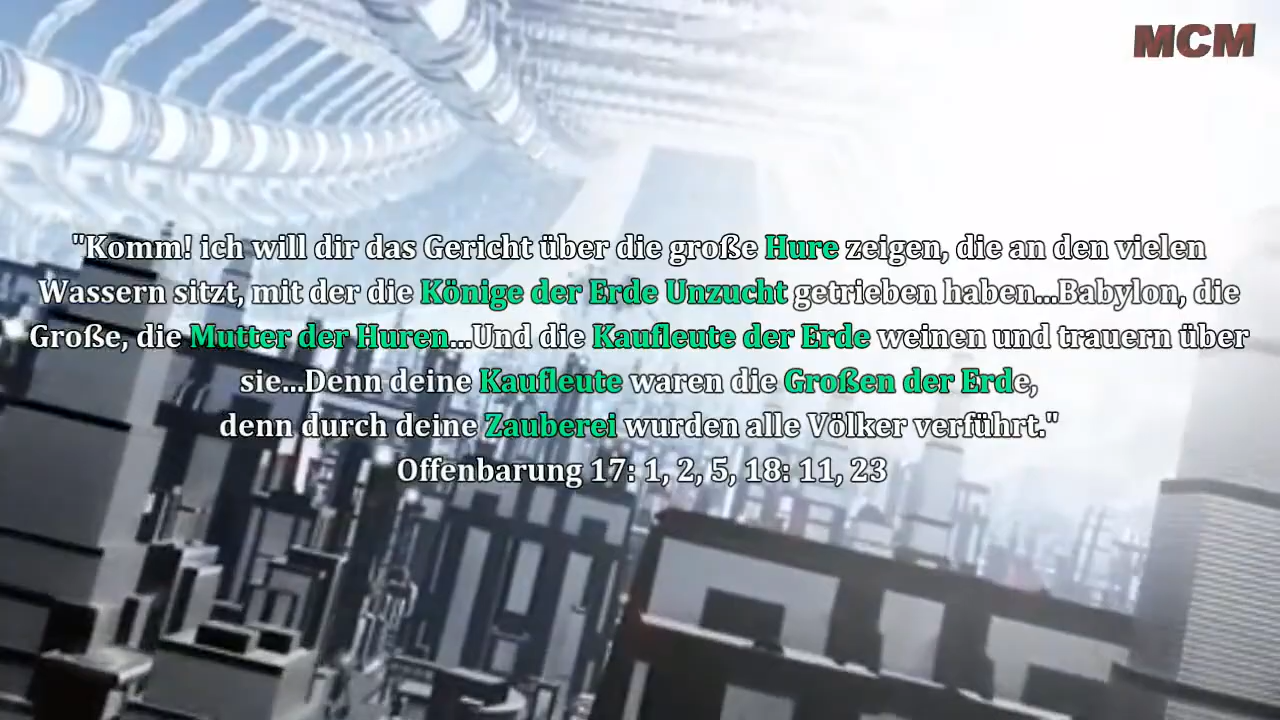 MCM
"Komm! ich will dir das Gericht über die große Hure zeigen, die an den vielen
Wassern sitzt, mit der die Könige der Erde Unzucht getrieben haben...Babylon, die
Große, die Mutter der Huren...Und die Kaufleute der Erde weinen und trauern über
sie...Denn deine Kaufleute waren die Großen der Erde,
denn durch deine Zauberei wurden alle Völker verführt."
Offenbarung 17: 1, 2, 5, 18: 11, 23